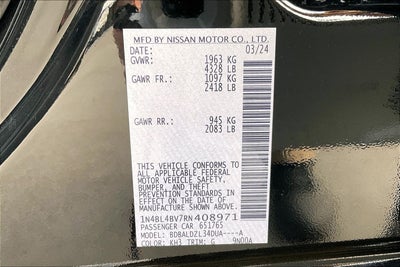 MFD BY NISSAN MOTOR CO., LTD.
DATE: 03/24
GVWR: 1963 KG
4328 LB
GAWR FR.: 1097 KG
2418 LB
GAWR RR.: 945 KG
2083 LB
THIS VEHICLE CONFORMS
TO ALL APPLICABLE FEDERAL
MOTOR VEHICLE SAFETY,
BUMPER, AND THEFT
PREVENTION STANDARDS IN
EFFECT ON THE DATE OF
MANUFACTURE SHOWN ABOVE.
1N4BL4BV7RN408971
PASSENGER CAR 651765
MODEL: BDBALDZL34DUA----A
COLOR: KH3 TRIM: G 9N00A